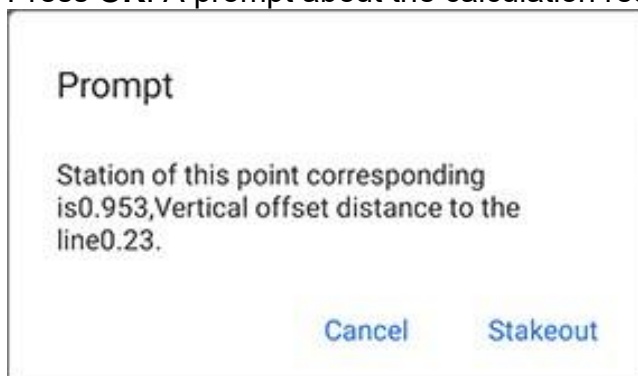 Press OK. A prompt about the calculation re
Prompt
Station of this point corresponding
is0.953,Vertical offset distance to the
line0.23.
Cancel Stakeout